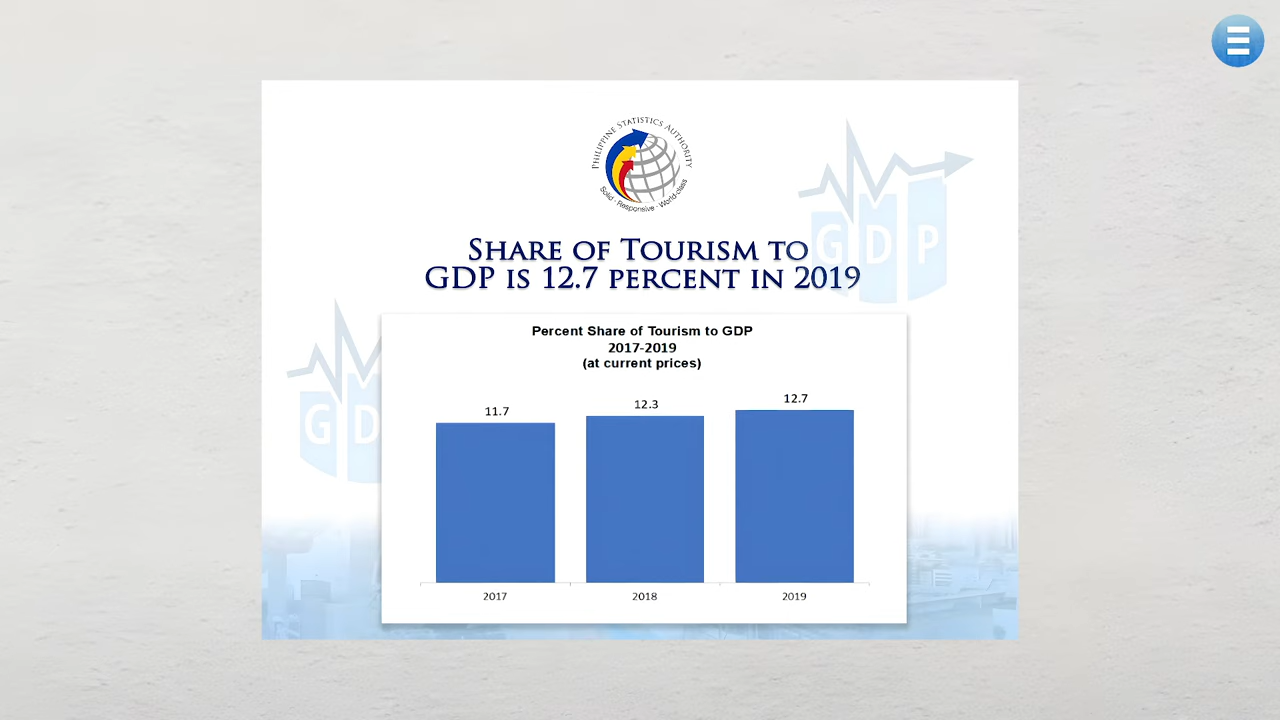 PHILIPPINE STATISTICS AUTHORITY
Solid · Responsive · World-class
GDP
SHARE OF TOURISM TO
GDP IS 12.7 PERCENT IN 2019
Percent Share of Tourism to GDP
2017-2019
(at current prices)
11.7
12.3
12.7
G D
2017
2018
2019